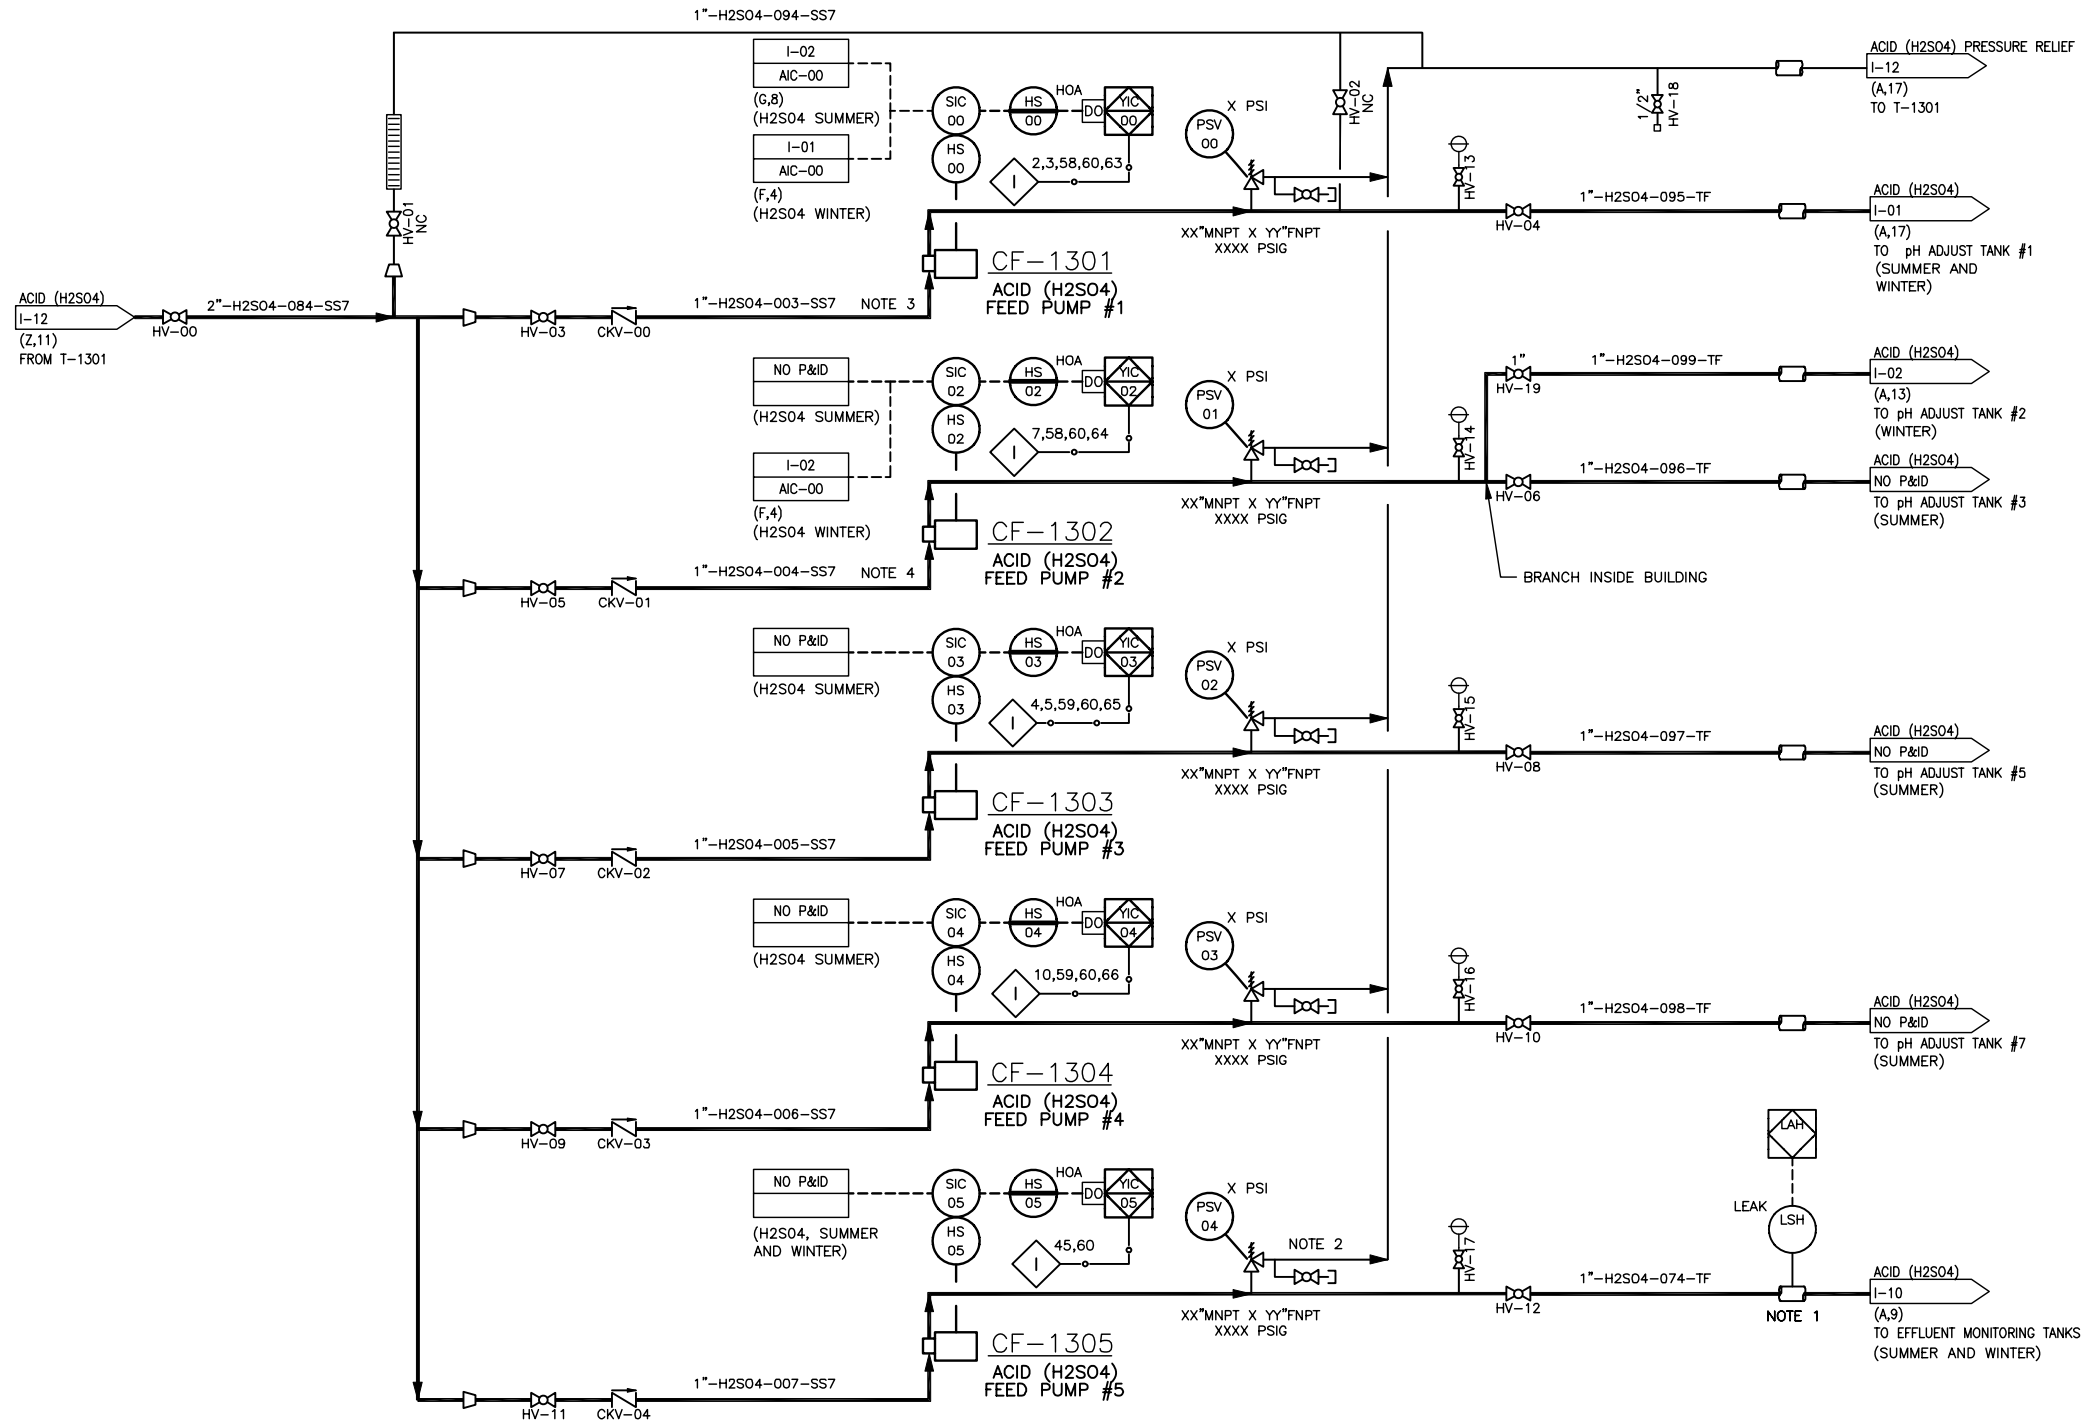 1"-H2SO4-094-SS7
I-02
AIC-00
(G,8)
(H2SO4 SUMMER)
I-01
AIC-00
(F,4)
(H2SO4 WINTER)
SIC
00
HS
00
HS
00
HOA
DO
YIC
00
I
2,3,58,60,63
PSV
00
X PSI
HV-02
NC
1/2"
HV-18
ACID (H2SO4) PRESSURE RELIEF
I-12
(A,17)
TO T-1301
HV-01
NC
HV-13
XX"MNPT X YY"FNPT
XXXX PSIG
HV-04
1"-H2SO4-095-TF
ACID (H2SO4)
I-01
(A,17)
TO pH ADJUST TANK #1
(SUMMER AND
WINTER)
ACID (H2SO4)
I-12
(Z,11)
FROM T-1301
HV-00
2"-H2SO4-084-SS7
HV-03
CKV-00
1"-H2SO4-003-SS7
NOTE 3
CF-1301
ACID (H2SO4)
FEED PUMP #1
NO P&ID
(H2SO4 SUMMER)
I-02
AIC-00
(F,4)
(H2SO4 WINTER)
SIC
02
HS
02
HS
02
HOA
DO
YIC
02
I
7,58,60,64
PSV
01
X PSI
HV-14
XX"MNPT X YY"FNPT
XXXX PSIG
1"
HV-19
1"-H2SO4-099-TF
ACID (H2SO4)
I-02
(A,13)
TO pH ADJUST TANK #2
(WINTER)
HV-06
1"-H2SO4-096-TF
ACID (H2SO4)
NO P&ID
TO pH ADJUST TANK #3
(SUMMER)
BRANCH INSIDE BUILDING
HV-05
CKV-01
1"-H2SO4-004-SS7
NOTE 4
CF-1302
ACID (H2SO4)
FEED PUMP #2
NO P&ID
(H2SO4 SUMMER)
SIC
03
HS
03
HS
03
HOA
DO
YIC
03
I
4,5,59,60,65
PSV
02
X PSI
HV-15
XX"MNPT X YY"FNPT
XXXX PSIG
HV-08
1"-H2SO4-097-TF
ACID (H2SO4)
NO P&ID
TO pH ADJUST TANK #5
(SUMMER)
HV-07
CKV-02
1"-H2SO4-005-SS7
CF-1303
ACID (H2SO4)
FEED PUMP #3
NO P&ID
(H2SO4 SUMMER)
SIC
04
HS
04
HS
04
HOA
DO
YIC
04
I
10,59,60,66
PSV
03
X PSI
HV-16
XX"MNPT X YY"FNPT
XXXX PSIG
HV-10
1"-H2SO4-098-TF
ACID (H2SO4)
NO P&ID
TO pH ADJUST TANK #7
(SUMMER)
HV-09
CKV-03
1"-H2SO4-006-SS7
CF-1304
ACID (H2SO4)
FEED PUMP #4
NO P&ID
(H2SO4, SUMMER
AND WINTER)
SIC
05
HS
05
HS
05
HOA
DO
YIC
05
I
45,60
PSV
04
X PSI
NOTE 2
HV-17
XX"MNPT X YY"FNPT
XXXX PSIG
HV-12
1"-H2SO4-074-TF
LAH
LEAK
LSH
NOTE 1
ACID (H2SO4)
I-10
(A,9)
TO EFFLUENT MONITORING TANKS
(SUMMER AND WINTER)
HV-11
CKV-04
1"-H2SO4-007-SS7
CF-1305
ACID (H2SO4)
FEED PUMP #5